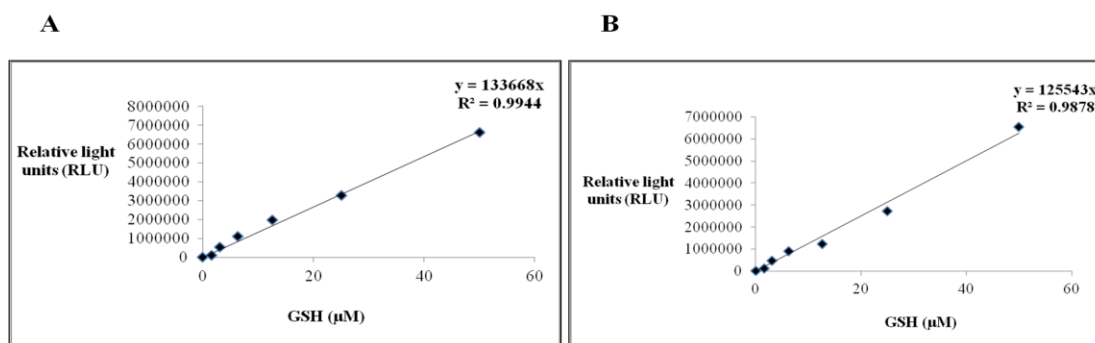 A
y = 133668x
R² = 0.9944
8000000
7000000
6000000
5000000
4000000
3000000
2000000
1000000
0
Relative light
units (RLU)
0 20 40 60
GSH (μM)
B
y = 125543x
R² = 0.9878
7000000
6000000
5000000
4000000
3000000
2000000
1000000
0
Relative light
units (RLU)
0 20 40 60
GSH (μM)